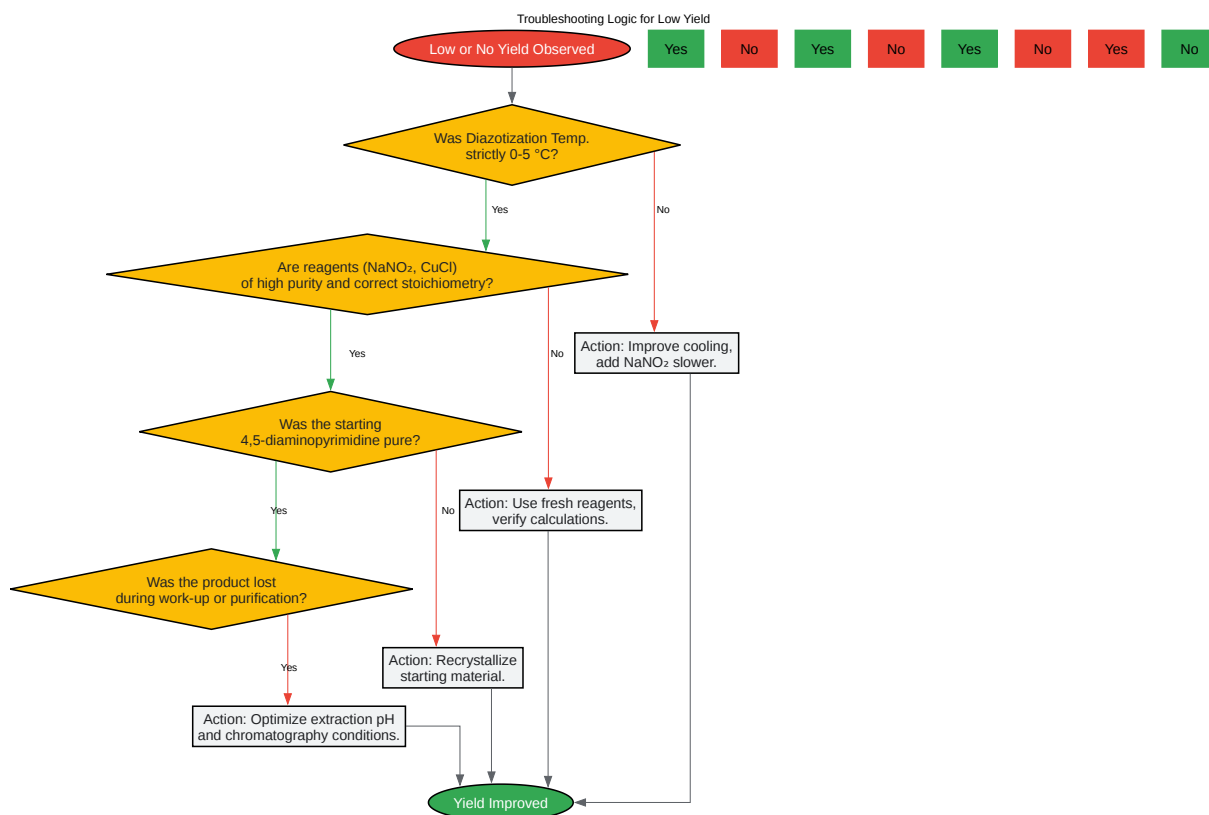 Troubleshooting Logic for Low Yield
Low or No Yield Observed
Yes
No
Yes
No
Yes
No
Yes
No
Was Diazotization Temp.
strictly 0-5 °C?
Yes
No
Are reagents (NaNO₂, CuCl)
of high purity and correct stoichiometry?
Action: Improve cooling,
add NaNO₂ slower.
Yes
No
Was the starting
4,5-diaminopyrimidine pure?
Action: Use fresh reagents,
verify calculations.
Yes
No
Was the product lost
during work-up or purification?
Action: Recrystallize
starting material.
Yes
Action: Optimize extraction pH
and chromatography conditions.
Yield Improved